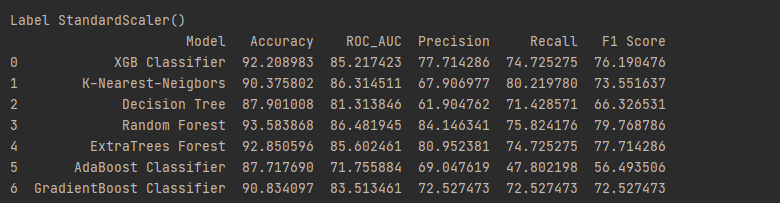 Label StandardScaler()
Model Accuracy ROC_AUC Precision Recall F1 Score
0 XGB Classifier 92.208983 85.217423 77.714286 74.725275 76.190476
1 K-Nearest-Neigbors 90.375802 86.314511 67.906977 80.219780 73.551637
2 Decision Tree 87.901008 81.313846 61.904762 71.428571 66.326531
3 Random Forest 93.583868 86.481945 84.146341 75.824176 79.768786
4 ExtraTrees Forest 92.850596 85.602461 80.952381 74.725275 77.714286
5 AdaBoost Classifier 87.717690 71.755884 69.047619 47.802198 56.493506
6 GradientBoost Classifier 90.834097 83.513461 72.527473 72.527473 72.527473